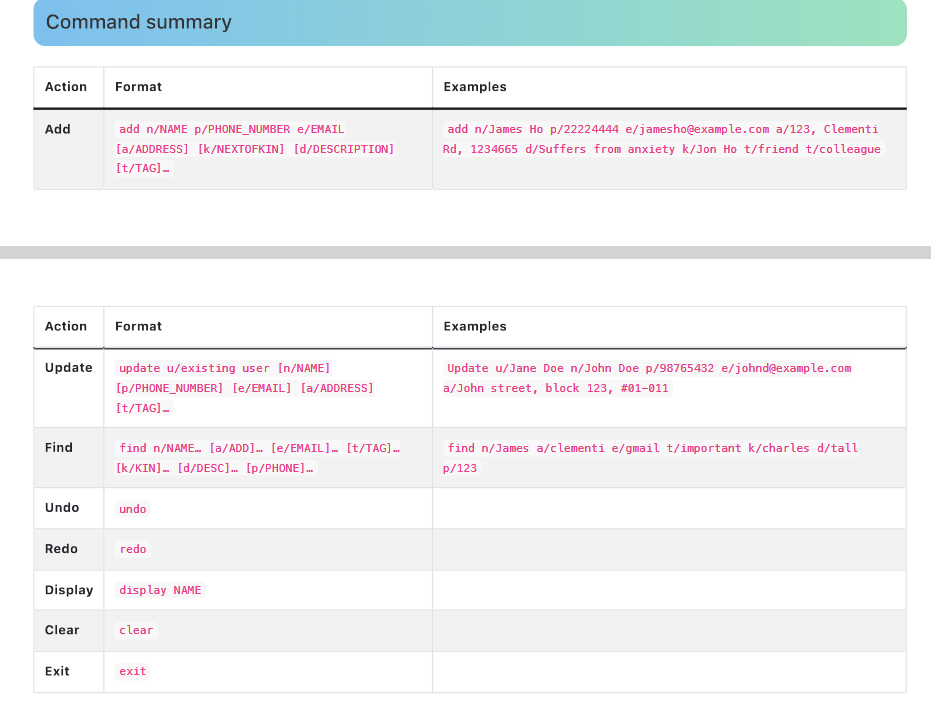 Command summary
Action Format Examples
Add add n/NAME p/PHONE_NUMBER e/EMAIL add n/James Ho p/22224444 e/jamesho@example.com a/123, Clementi
[a/ADDRESS] [k/NEXTOFKIN] [d/DESCRIPTION] Rd, 1234665 d/Suffers from anxiety k/Jon Ho t/friend t/colleague
[t/TAG]…
Action Format Examples
Update update u/existing user [n/NAME] Update u/Jane Doe n/John Doe p/98765432 e/johnd@example.com
[p/PHONE_NUMBER] [e/EMAIL] [a/ADDRESS] a/John street, block 123, #01-011
[t/TAG]…
Find find n/NAME… [a/ADD]… [e/EMAIL]… [t/TAG]… find n/James a/clementi e/gmail t/important k/charles d/tall
[k/KIN]… [d/DESC]… [p/PHONE]… p/123
Undo undo
Redo redo
Display display NAME
Clear clear
Exit exit